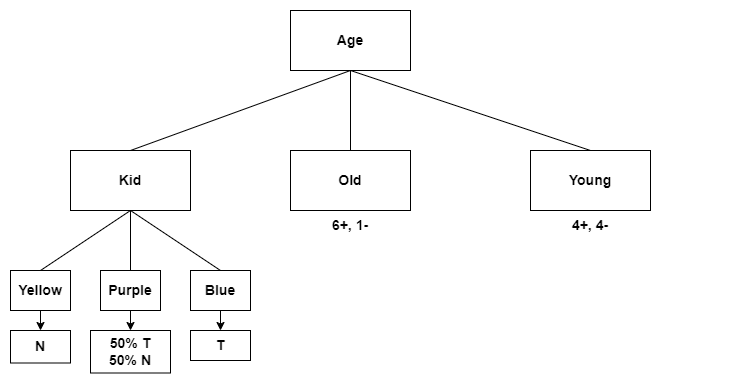 Age
Kid
Old
Young
6+, 1-
4+, 4-
Yellow
Purple
Blue
N
50% T
50% N
T